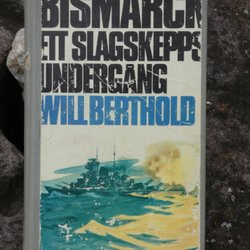 BISMARCK
ETT SLAGSKEPPS
UNDERGÅNG
WILL BERTHOLD